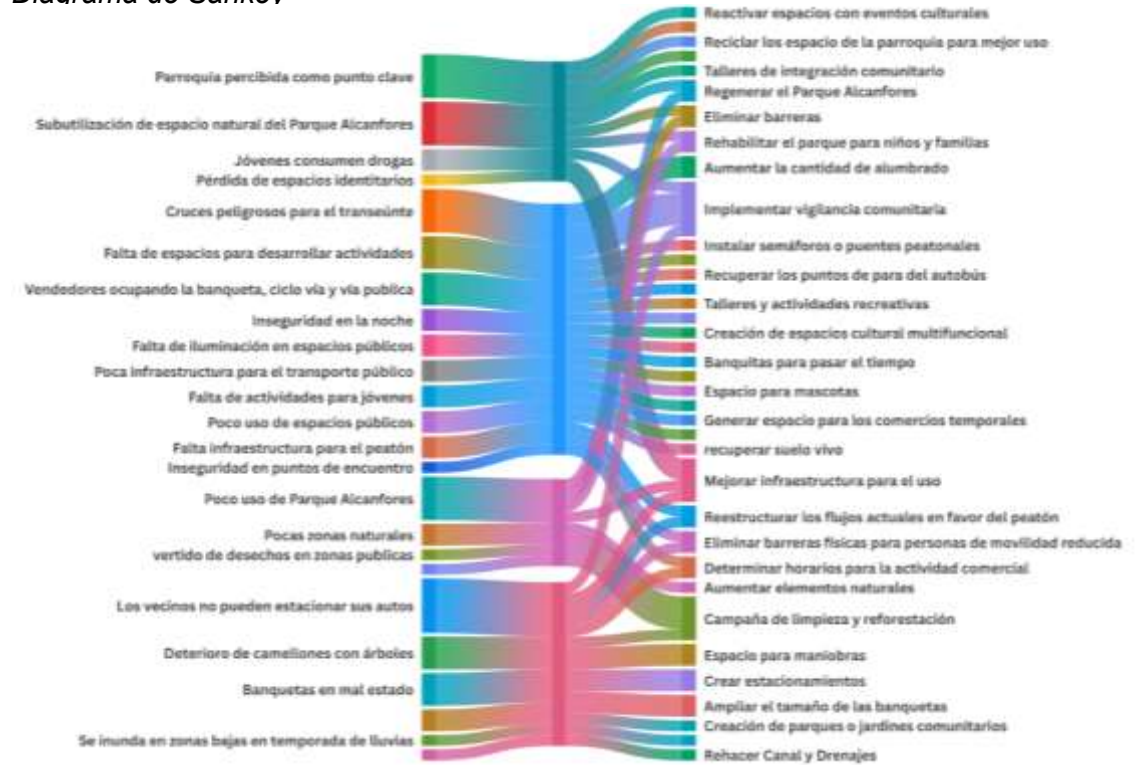 Diagrama de Sankey
Parroquia percibida como punto clave
Subutilización de espacio natural del Parque Alcanfores
Jóvenes consumen drogas
Pérdida de espacios identitarios
Cruces peligrosos para el transeúnte
Falta de espacios para desarrollar actividades
Vendedores ocupando la banqueta, ciclo vía y vía publica
Inseguridad en la noche
Falta de iluminación en espacios públicos
Poca infraestructura para el transporte público
Falta de actividades para jóvenes
Poco uso de espacios públicos
Falta infraestructura para el peatón
Inseguridad en puntos de encuentro
Poco uso de Parque Alcanfores
Pocas zonas naturales
vertido de desechos en zonas publicas
Los vecinos no pueden estacionar sus autos
Deterioro de camellones con árboles
Banquetas en mal estado
Se inunda en zonas bajas en temporada de lluvias
Reactivar espacios con eventos culturales
Reciclar los espacio de la parroquia para mejor uso
Talleres de integración comunitario
Regenerar el Parque Alcanfores
Eliminar barreras
Rehabilitar el parque para niños y familias
Aumentar la cantidad de alumbrado
Implementar vigilancia comunitaria
Instalar semáforos o puentes peatonales
Recuperar los puntos de para del autobús
Talleres y actividades recreativas
Creación de espacios cultural multifuncional
Banquitas para pasar el tiempo
Espacio para mascotas
Generar espacio para los comercios temporales
recuperar suelo vivo
Mejorar infraestructura para el uso
Reestructurar los flujos actuales en favor del peatón
Eliminar barreras físicas para personas de movilidad reducida
Determinar horarios para la actividad comercial
Aumentar elementos naturales
Campaña de limpieza y reforestación
Espacio para maniobras
Crear estacionamientos
Ampliar el tamaño de las banquetas
Creación de parques o jardines comunitarios
Rehacer Canal y Drenajes